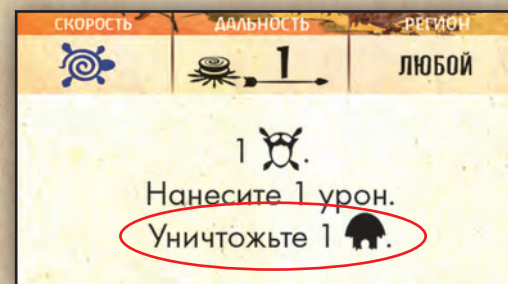 СКОРОСТЬ ДАЛЬНОСТЬ РЕГИОН
1 ЛЮБОЙ
1 .
Нанесите 1 урон.
Уничтожьте 1 .